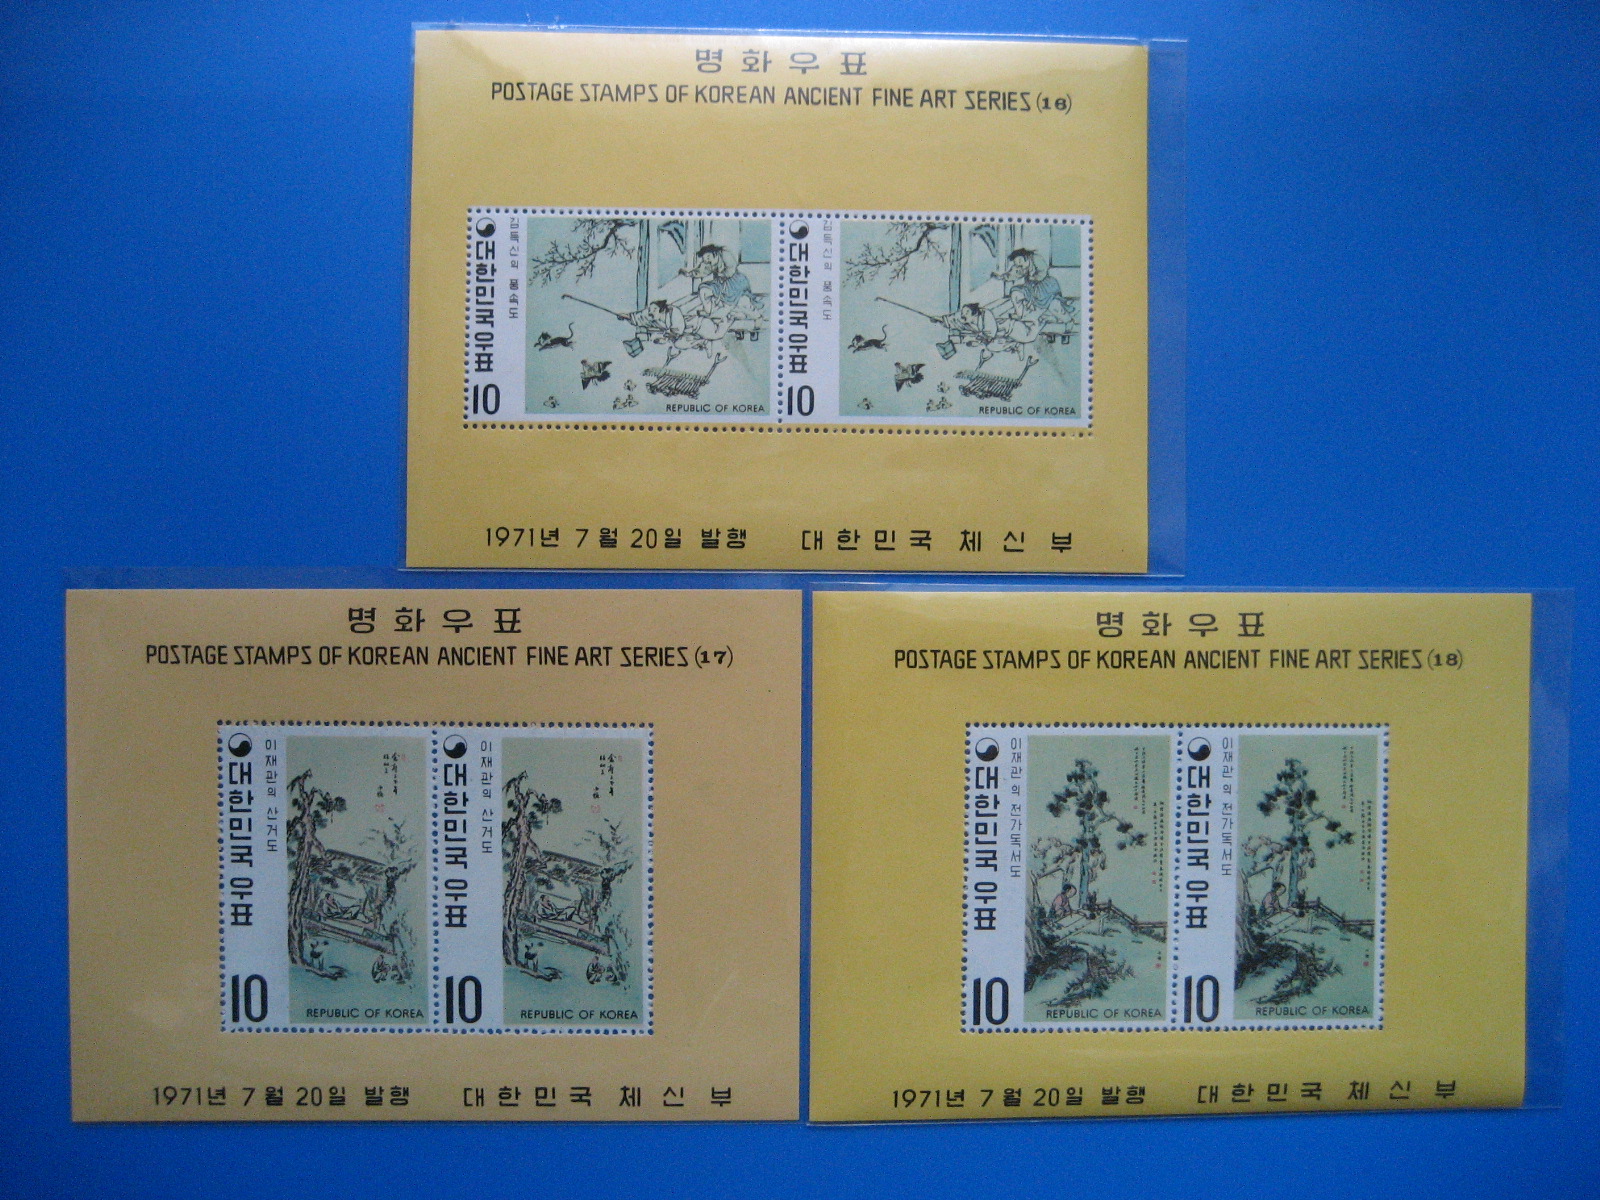 명화우표
POSTAGE STAMPS OF KOREAN ANCIENT FINE ART SERIES (16)
대한민국우표
김득신의 풍속도
10
REPUBLIC OF KOREA
대한민국우표
김득신의 풍속도
10
REPUBLIC OF KOREA
1971년 7월 20일 발행 대한민국 체신부
명화우표
POSTAGE STAMPS OF KOREAN ANCIENT FINE ART SERIES (17)
대한민국 우표
이재관의 산거도
10
REPUBLIC OF KOREA
대한민국 우표
이재관의 산거도
10
REPUBLIC OF KOREA
1971년 7월 20일 발행 대한민국 체신부
명화우표
POSTAGE STAMPS OF KOREAN ANCIENT FINE ART SERIES (18)
대한민국 우표
이재관의 전가독서도
10
REPUBLIC OF KOREA
대한민국 우표
이재관의 전가독서도
10
REPUBLIC OF KOREA
1971년 7월 20일 발행 대한민국 체신부